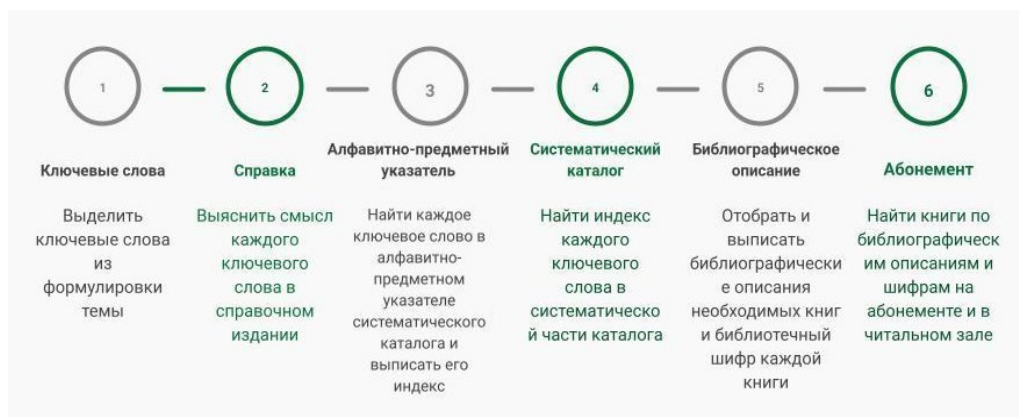 1
2
3
4
5
6
Ключевые слова
Выделить
ключевые слова
из
формулировки
темы
Справка
Выяснить смысл
каждого
ключевого
слова в
справочном
издании
Алфавитно-предметный
указатель
Найти каждое
ключевое слово в
алфавитно-
предметном
указателе
систематического
каталога и
выписать его
индекс
Систематический
каталог
Найти индекс
каждого
ключевого
слова в
систематическо
й части каталога
Библиографическое
описание
Отобрать и
выписать
библиографически
е описания
необходимых книг
и библиотечный
шифр каждой
книги
Абонемент
Найти книги по
библиографическ
им описаниям и
шифрам на
абонементе и в
читальном зале